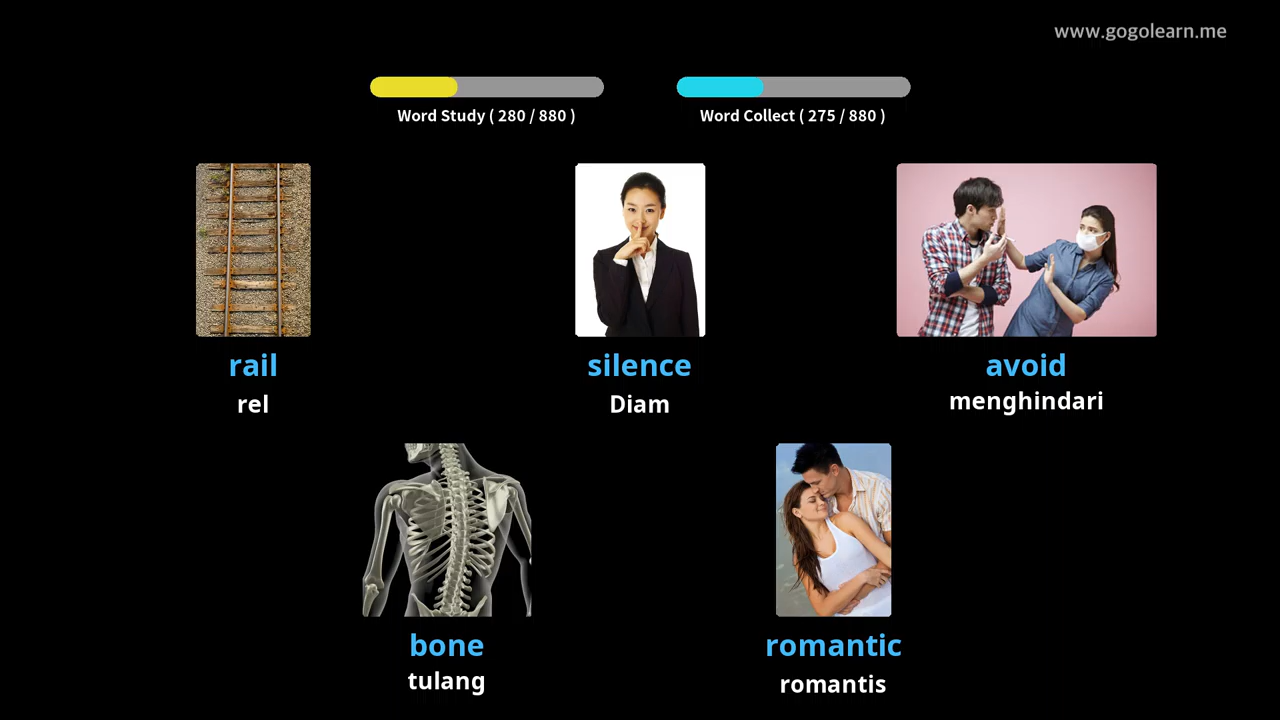 www.gogolearn.me
Word Study ( 280 / 880 )
Word Collect ( 275 / 880 )
rail
rel
silence
Diam
avoid
menghindari
bone
tulang
romantic
romantis